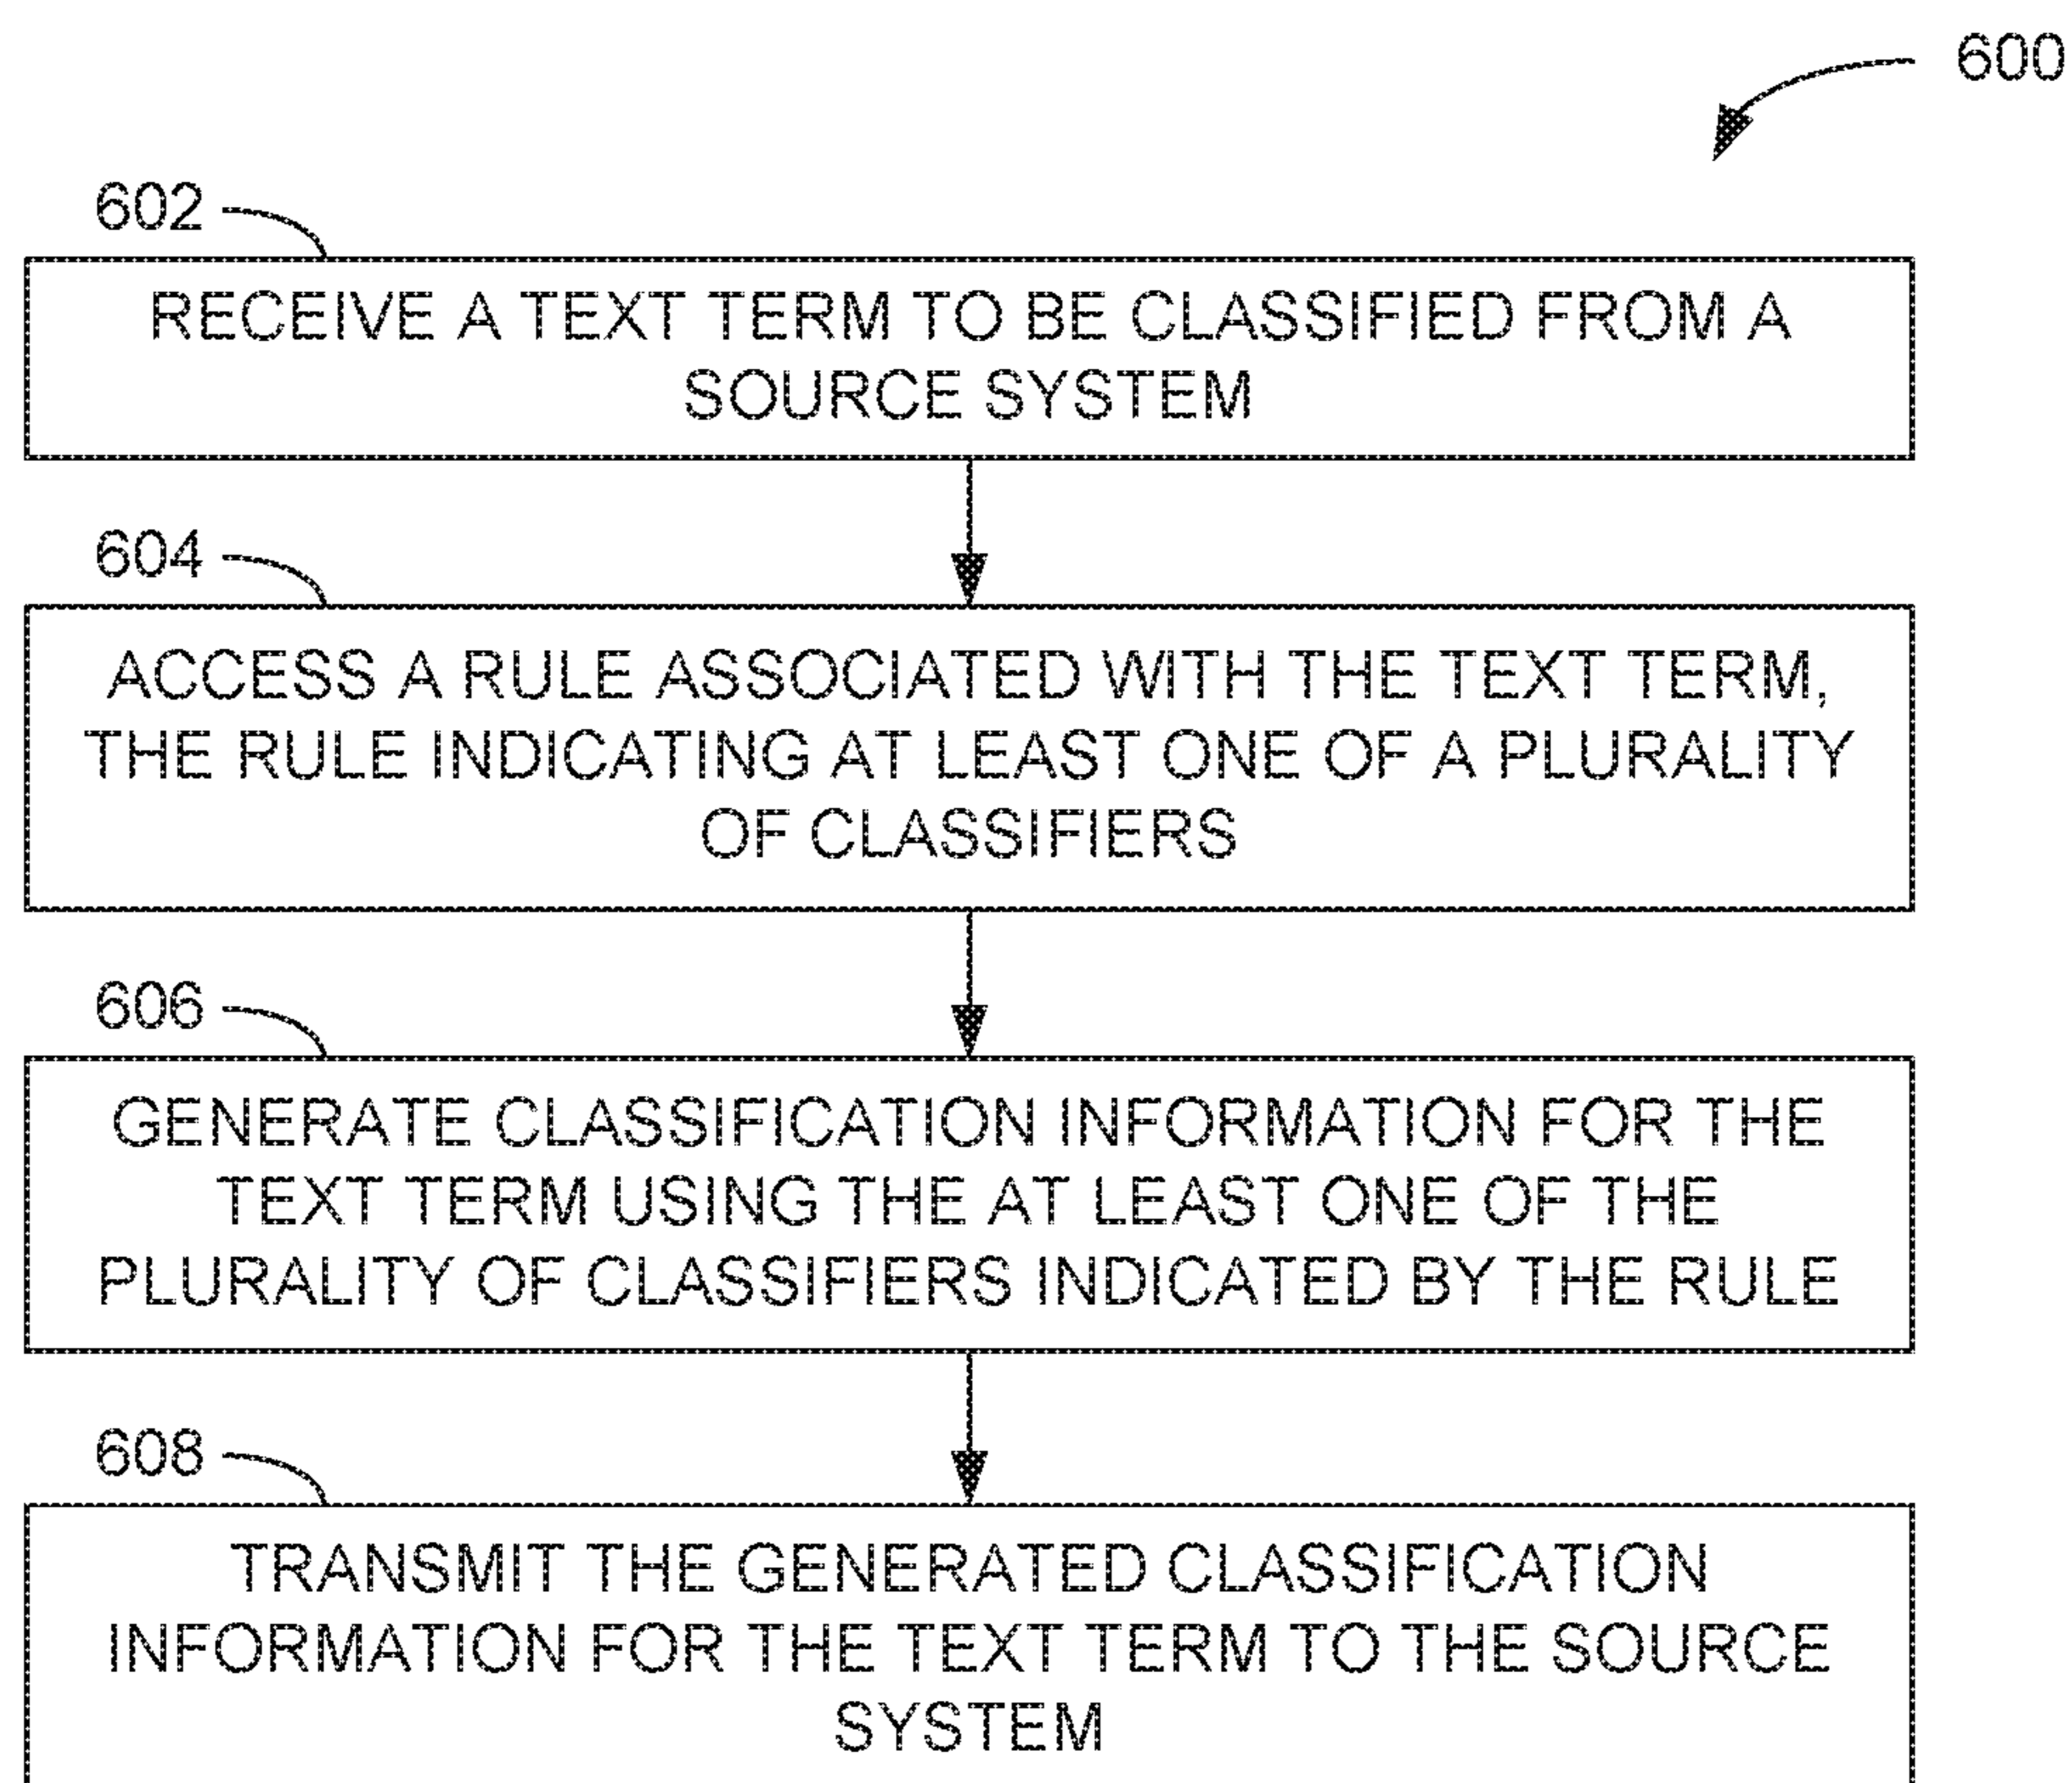 600
602
RECEIVE A TEXT TERM TO BE CLASSIFIED FROM A
SOURCE SYSTEM
604
ACCESS A RULE ASSOCIATED WITH THE TEXT TERM,
THE RULE INDICATING AT LEAST ONE OF A PLURALITY
OF CLASSIFIERS
606
GENERATE CLASSIFICATION INFORMATION FOR THE
TEXT TERM USING THE AT LEAST ONE OF THE
PLURALITY OF CLASSIFIERS INDICATED BY THE RULE
608
TRANSMIT THE GENERATED CLASSIFICATION
INFORMATION FOR THE TEXT TERM TO THE SOURCE
SYSTEM